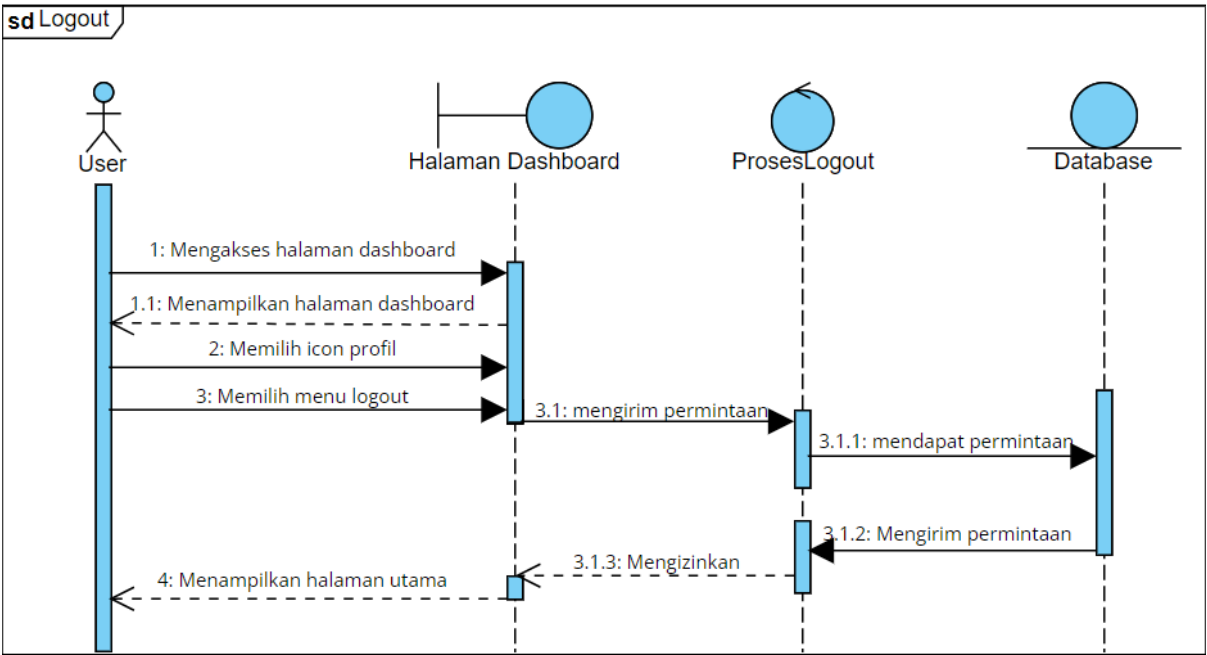 sd Logout
User
Halaman Dashboard
ProsesLogout
Database
1: Mengakses halaman dashboard
1.1: Menampilkan halaman dashboard
2: Memilih icon profil
3: Memilih menu logout
3.1: mengirim permintaan
3.1.1: mendapat permintaan
3.1.2: Mengirim permintaan
3.1.3: Mengizinkan
4: Menampilkan halaman utama